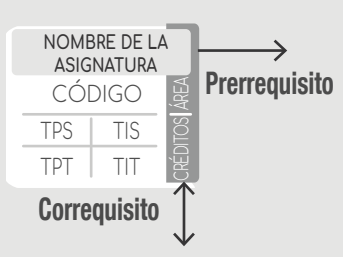 NOMBRE DE LA
ASIGNATURA
CÓDIGO
TPS TIS
TPT TIT
CRÉDITOS ÁREA
Prerrequisito
Correquisito